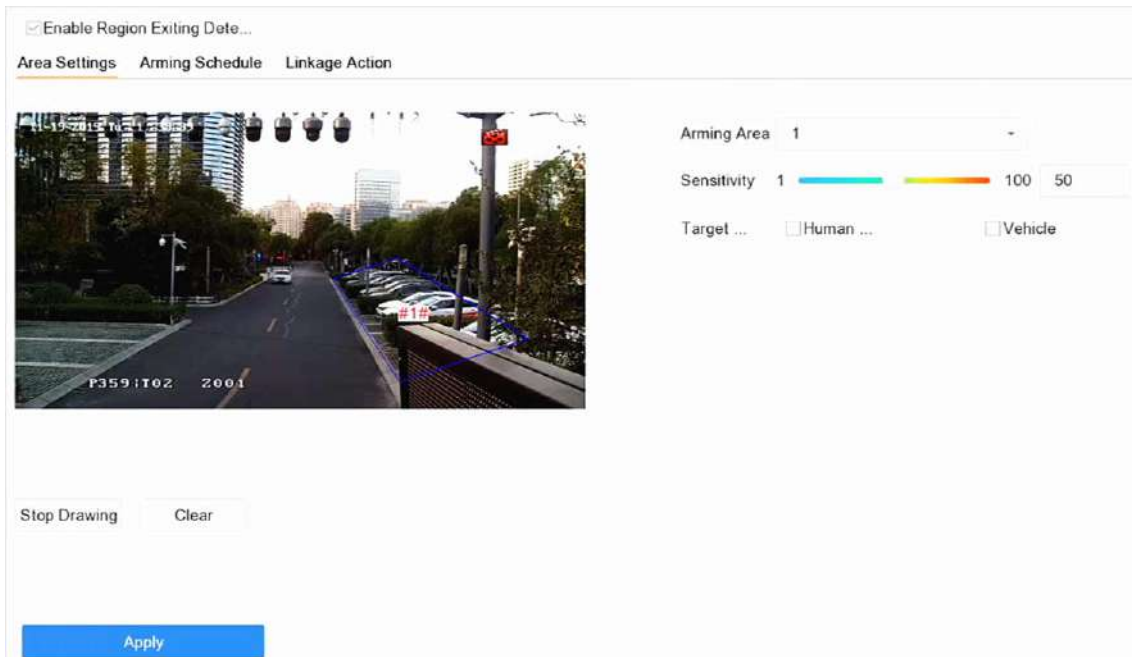 Enable Region Exiting Dete...
Area Settings Arming Schedule Linkage Action
Arming Area 1
Sensitivity 1 100 50
Target ... Human ... Vehicle
#1#
P359:T02 Z001
Stop Drawing Clear
Apply